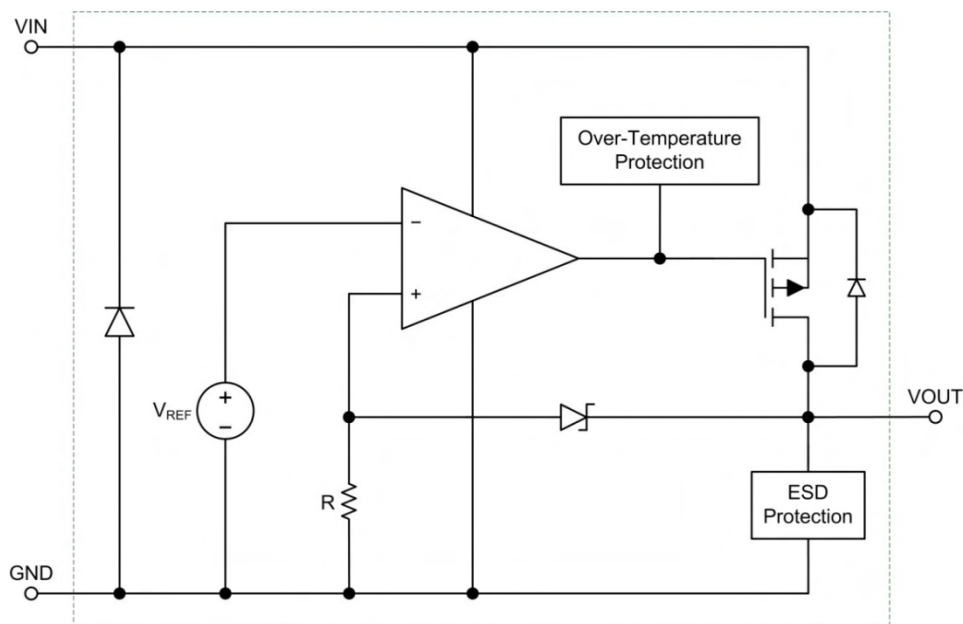 VIN
Over-Temperature
Protection
−
+
+
VREF
−
VOUT
R
ESD
Protection
GND